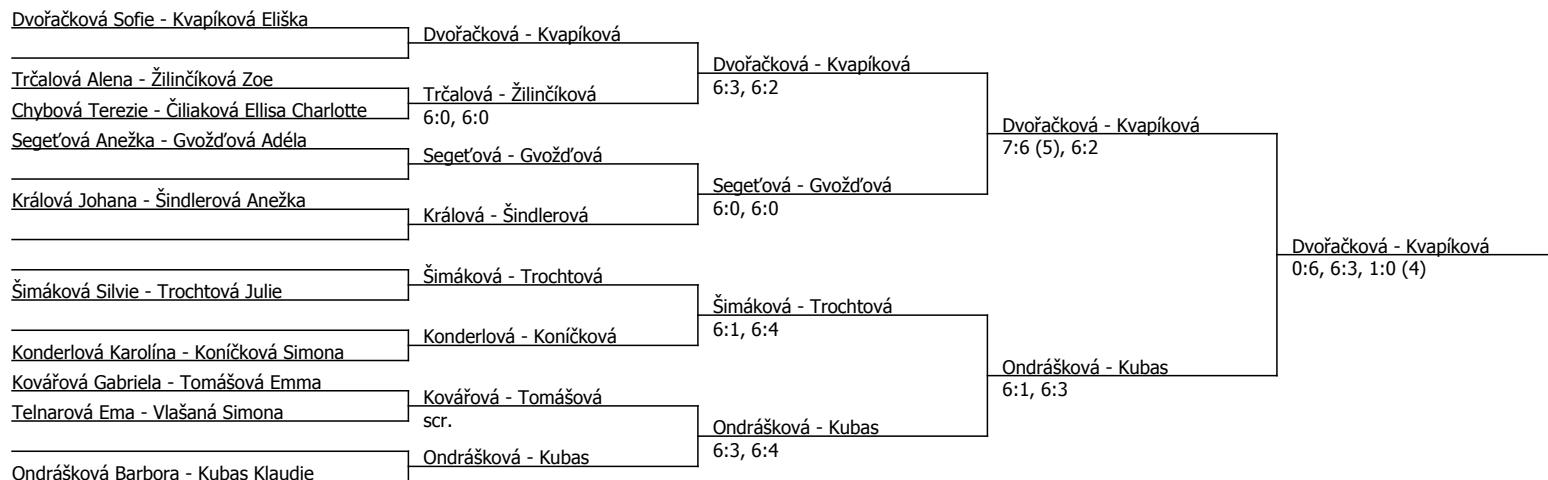 Dvořačková Sofie - Kvapíková Eliška
Dvořačková - Kvapíková
Dvořačková - Kvapíková
6:3, 6:2
Trčalová Alena - Žilinčíková Zoe
Trčalová - Žilinčíková
6:0, 6:0
Chybová Terezie - Čiliaková Ellisa Charlotte
Dvořačková - Kvapíková
7:6 (5), 6:2
Segeťová Anežka - Gvožďová Adéla
Segeťová - Gvožďová
Segeťová - Gvožďová
6:0, 6:0
Králová Johana - Šindlerová Anežka
Králová - Šindlerová
Dvořačková - Kvapíková
0:6, 6:3, 1:0 (4)
Šimáková - Trochtová
Šimáková Silvie - Trochtová Julie
Šimáková - Trochtová
6:1, 6:4
Konderlová - Koníčková
Konderlová Karolína - Koníčková Simona
Ondrášková - Kubas
6:1, 6:3
Kovářová Gabriela - Tomášová Emma
Kovářová - Tomášová
scr.
Telnarová Ema - Vlašaná Simona
Ondrášková - Kubas
6:3, 6:4
Ondrášková - Kubas
Ondrášková Barbora - Kubas Klaudie